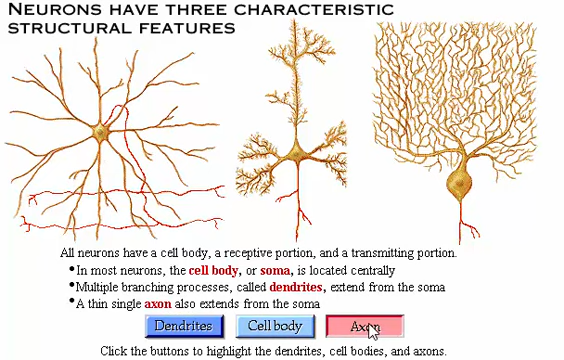 NEURONS HAVE THREE CHARACTERISTIC
STRUCTURAL FEATURES
All neurons have a cell body, a receptive portion, and a transmitting portion.
•In most neurons, the cell body, or soma, is located centrally
•Multiple branching processes, called dendrites, extend from the soma
•A thin single axon also extends from the soma
Dendrites Cell body Axon
Click the buttons to highlight the dendrites, cell bodies, and axons.